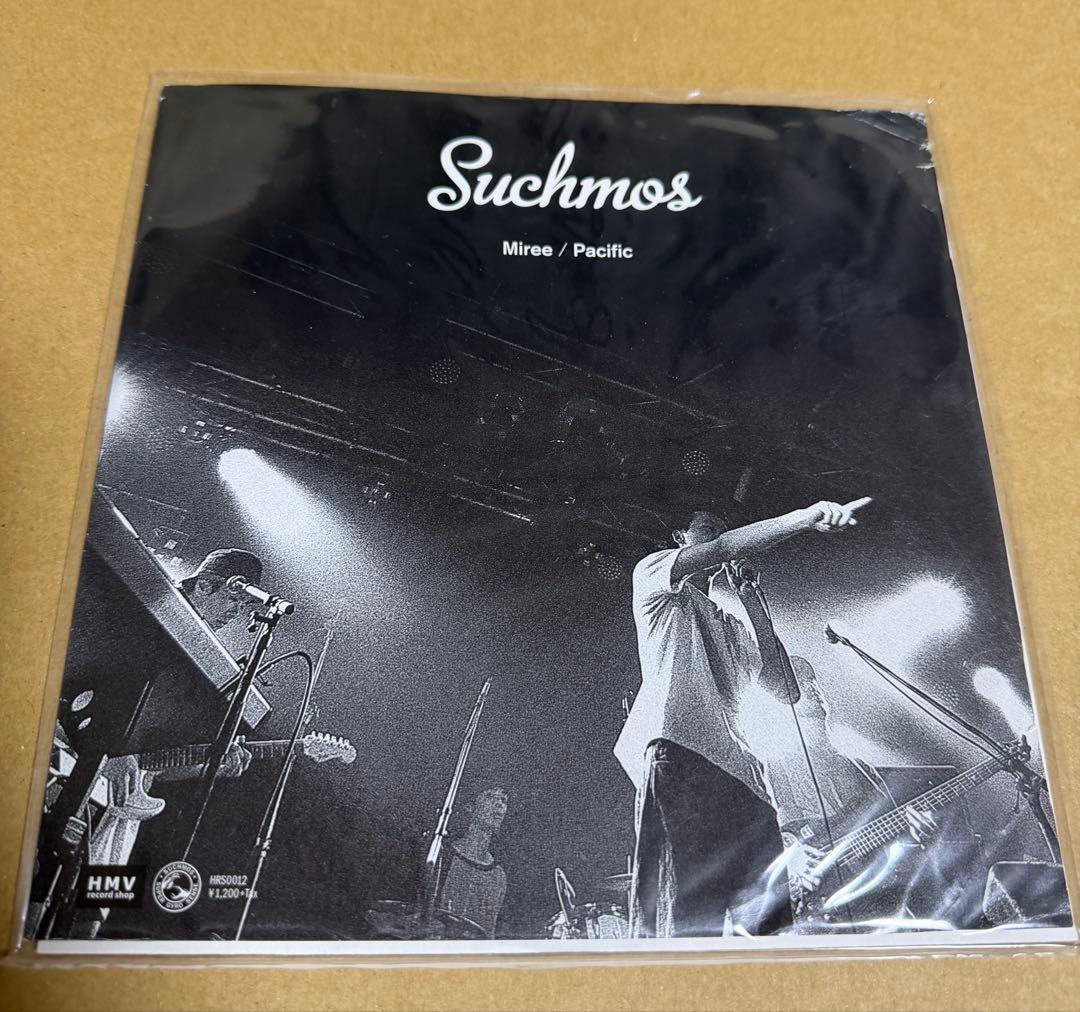 Suchmos
Miree / Pacific
HMV
record shop
HRS0012
¥1,200+Tax